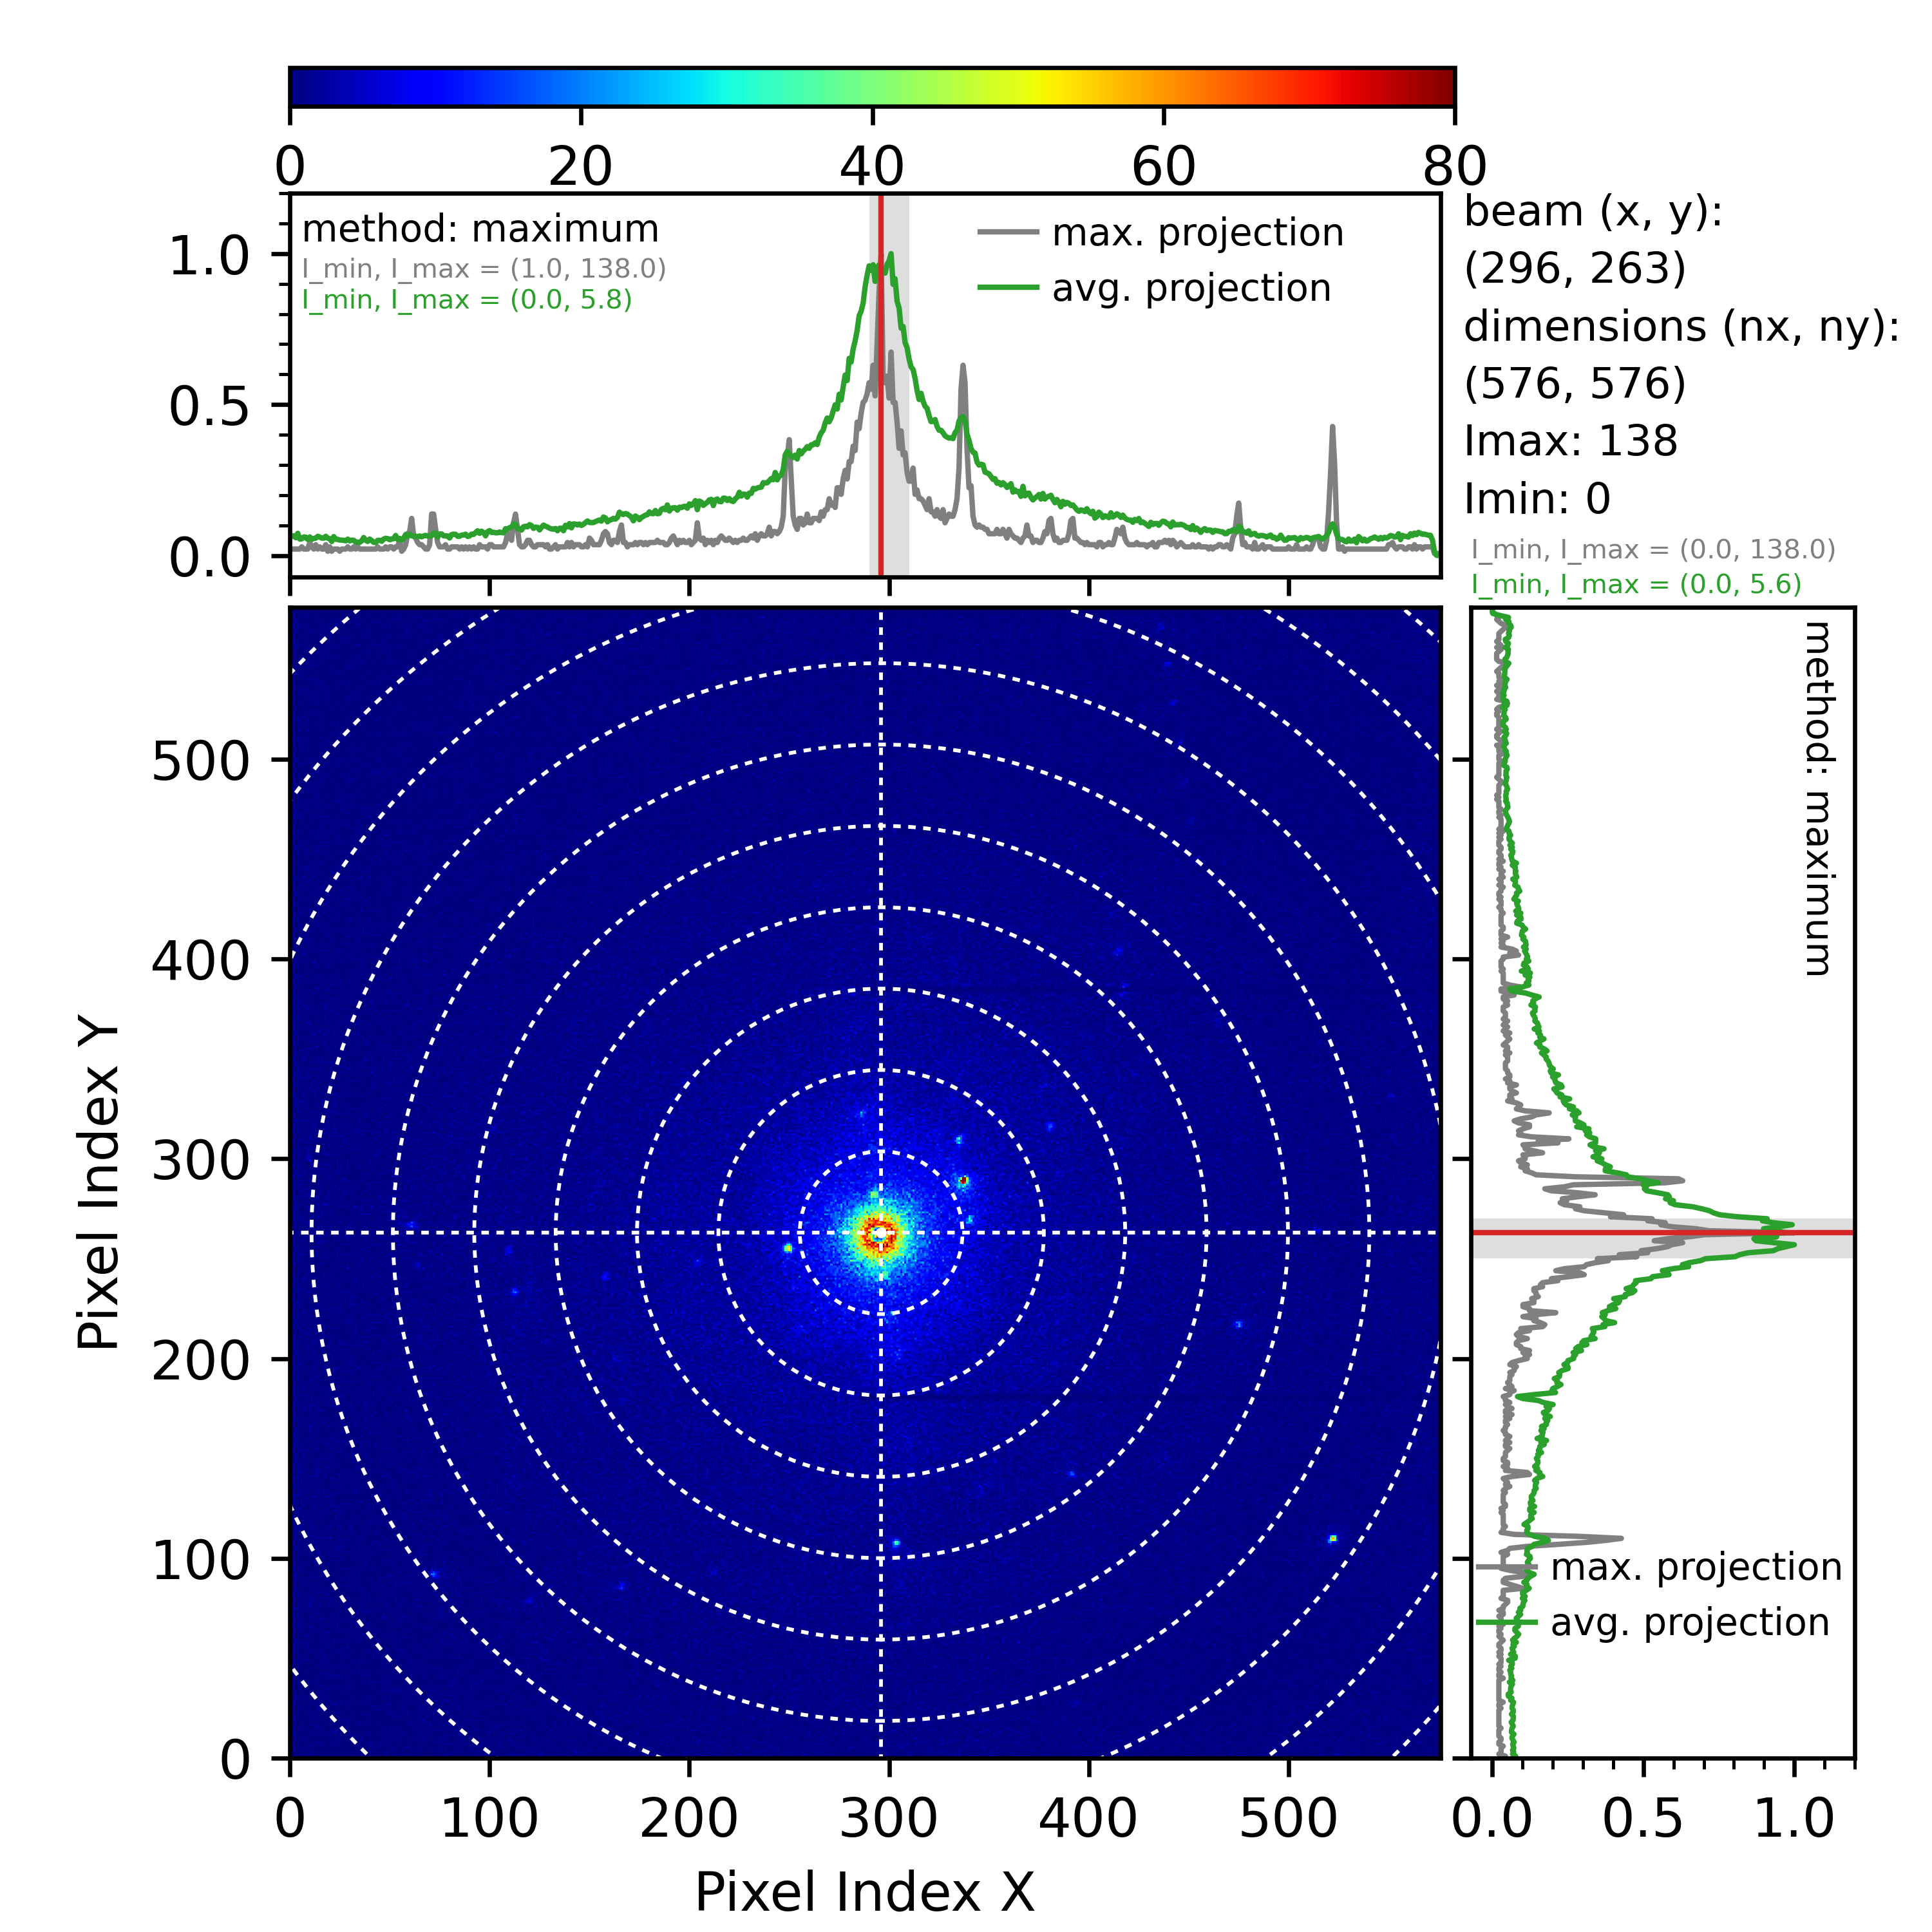 0 20 40 60 80
method: maximum
I_min, I_max = (1.0, 138.0)
I_min, I_max = (0.0, 5.8)
max. projection
avg. projection
1.0
0.5
0.0
beam (x, y):
(296, 263)
dimensions (nx, ny):
(576, 576)
Imax: 138
Imin: 0
I_min, I_max = (0.0, 138.0)
I_min, I_max = (0.0, 5.6)
Pixel Index Y
500
400
300
200
100
0
0 100 200 300 400 500
Pixel Index X
method: maximum
max. projection
avg. projection
0.0 0.5 1.0